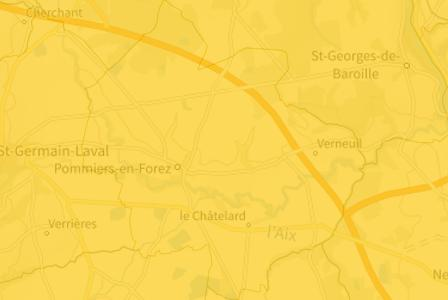 Cherchant
St-Georges-de-
Baroille
Verneuil
St-Germain-Laval
Pommiers-en-Forez
le Châtelard
Verrières
l'Aix
Ne